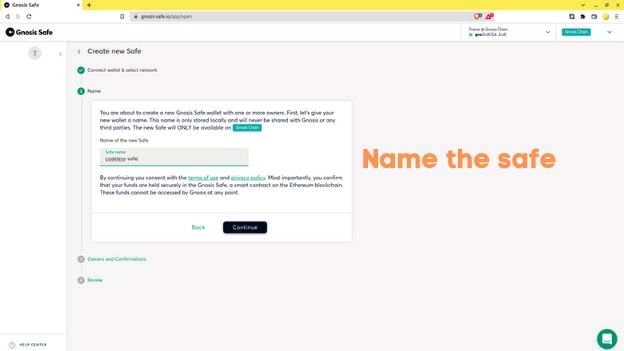 Gnosis Safe
gnosis-safe.io/app/open
Gnosis Safe
Gnosis Chain
Create new Safe
Connect wallet & select network
2 Name
You are about to create a new Gnosis Safe wallet with one or more owners. First, let's give your
new wallet a name. This name is only stored locally and will never be shared with Gnosis or any
third parties. The new Safe will ONLY be available on Gnosis Chain
Name of the new Safe
Safe name
codeless-safe
By continuing you consent with the terms of use and privacy policy. Most importantly, you confirm
that your funds are held securely in the Gnosis Safe, a smart contract on the Ethereum blockchain.
These funds cannot be accessed by Gnosis at any point.
Back
Continue
Name the safe
3 Owners and Confirmations
4 Review
HELP CENTER